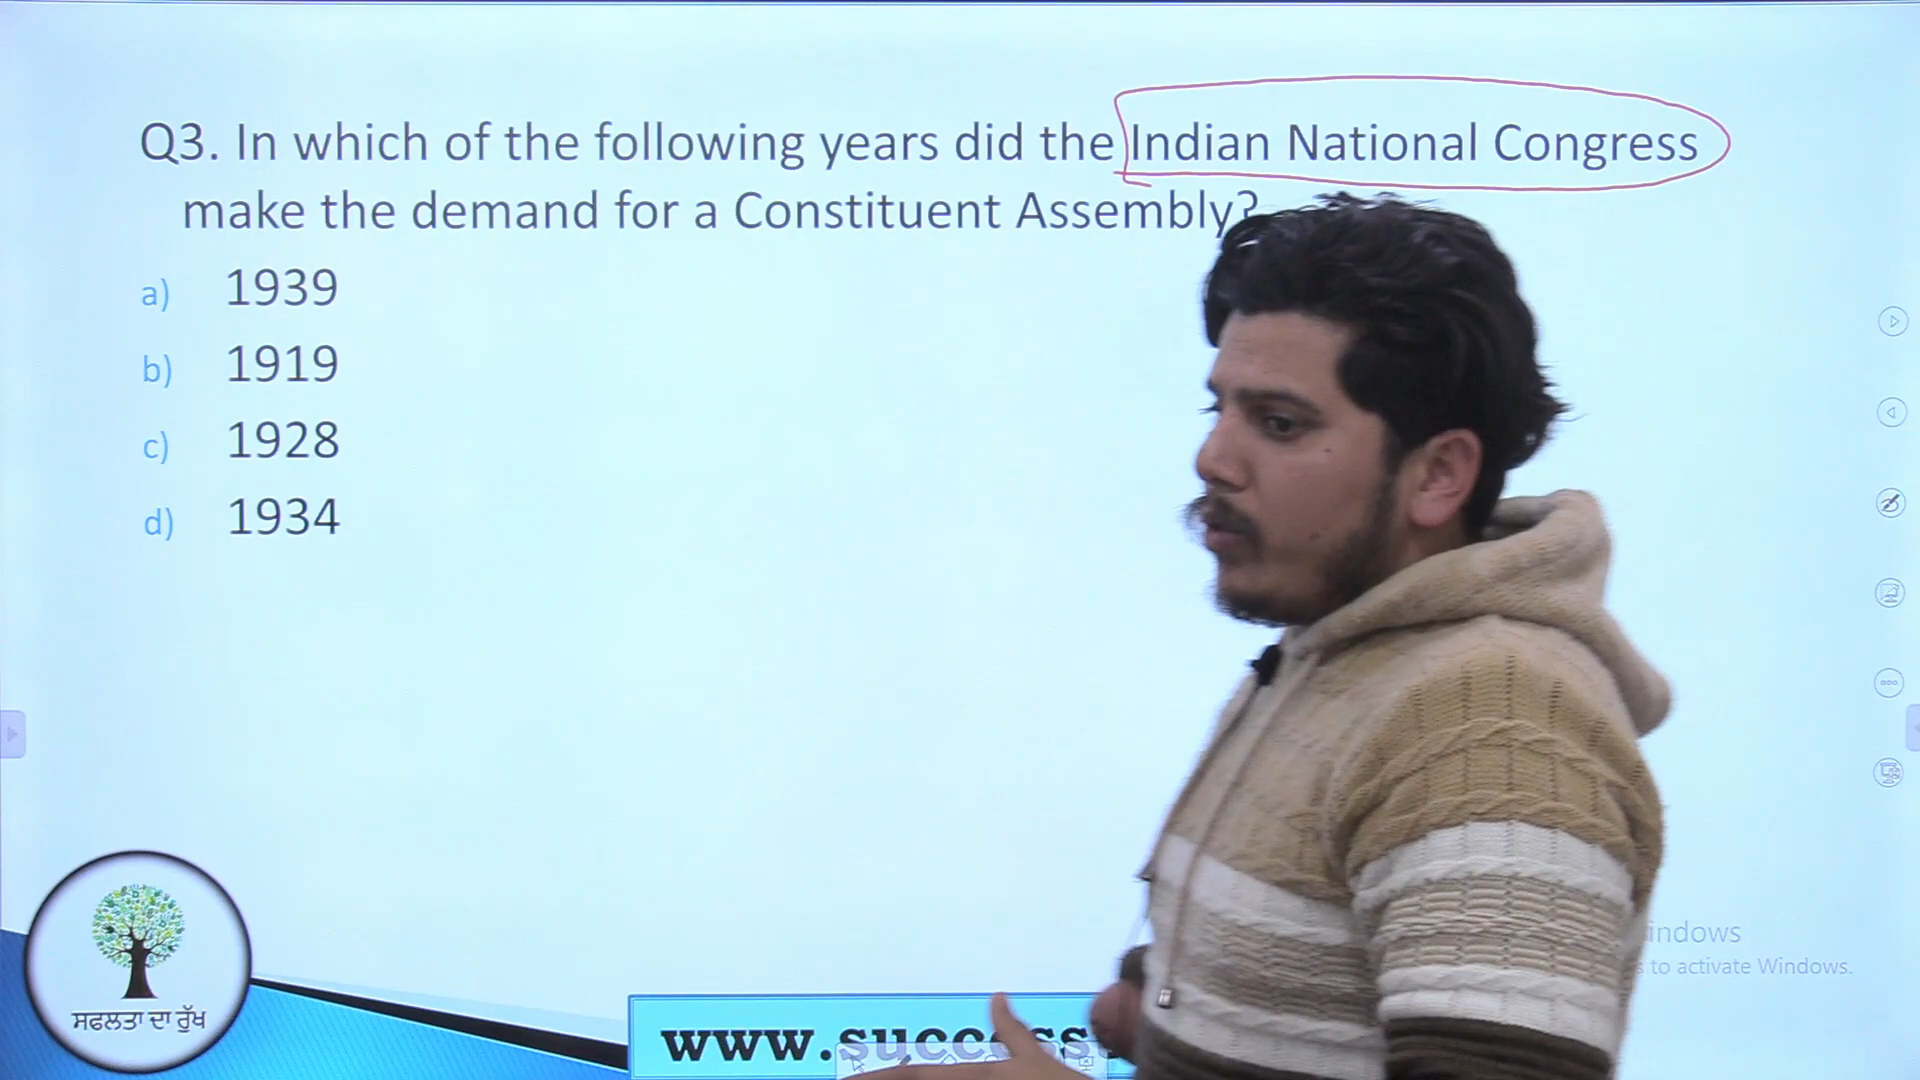 Q3. In which of the following years did the Indian National Congress
make the demand for a Constituent Assembly?
a) 1939
b) 1919
c) 1928
d) 1934
ਸਫਲਤਾ ਦਾ ਰੁੱਖ
www.success
indows
s to activate Windows.